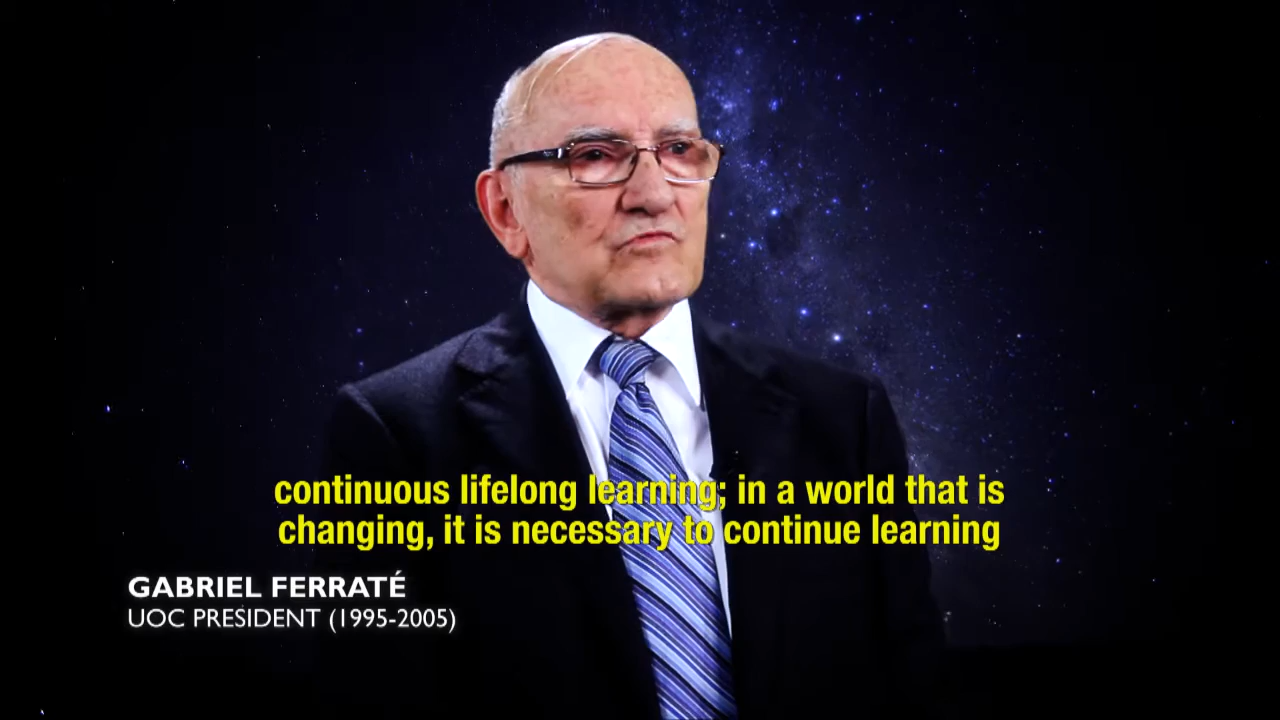 continuous lifelong learning; in a world that is
changing, it is necessary to continue learning
GABRIEL FERRATÉ
UOC PRESIDENT (1995-2005)